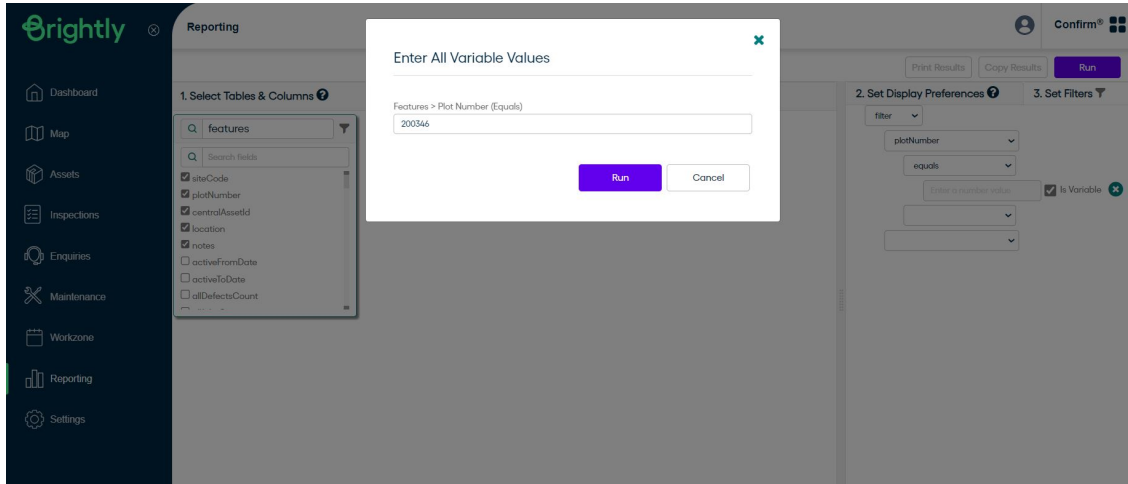 Brightly
Reporting
Confirm®
Print Results
Copy Results
Run
Dashboard
Map
Assets
Inspections
Enquiries
Maintenance
Workzone
Reporting
Settings
1. Select Tables & Columns
features
Search fields
siteCode
plotNumber
centralAssetId
location
notes
activeFromDate
activeToDate
allDefectsCount
Enter All Variable Values
Features > Plot Number (Equals)
200346
Run
Cancel
2. Set Display Preferences
3. Set Filters
filter
plotNumber
equals
Enter a number value
Is Variable